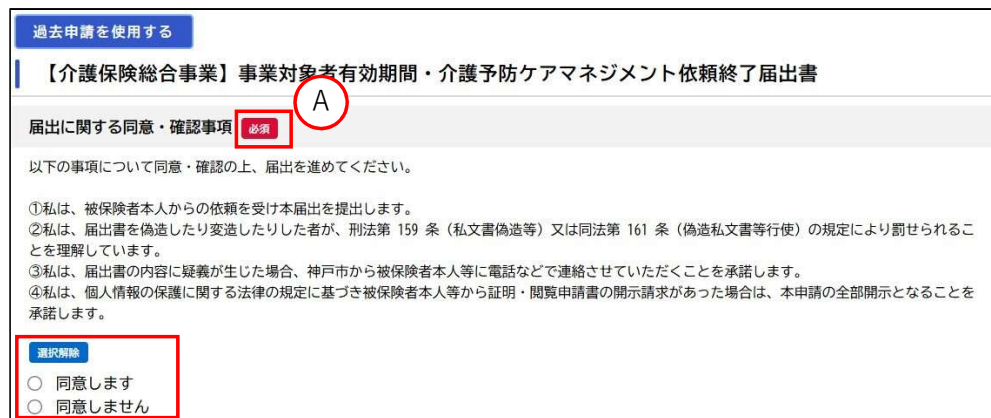 過去申請を使用する
【介護保険総合事業】事業対象者有効期間・介護予防ケアマネジメント依頼終了届出書
A
届出に関する同意・確認事項 必須
以下の事項について同意・確認の上、届出を進めてください。
①私は、被保険者本人からの依頼を受け本届出を提出します。
②私は、届出書を偽造したり変造したりした者が、刑法第 159 条（私文書偽造等）又は同法第 161 条（偽造私文書等行使）の規定により罰せられるこ
とを理解しています。
③私は、届出書の内容に疑義が生じた場合、神戸市から被保険者本人等に電話などで連絡させていただくことを承諾します。
④私は、個人情報の保護に関する法律の規定に基づき被保険者本人等から証明・閲覧申請書の開示請求があった場合は、本申請の全部開示となることを
承諾します。
選択解除
同意します
同意しません